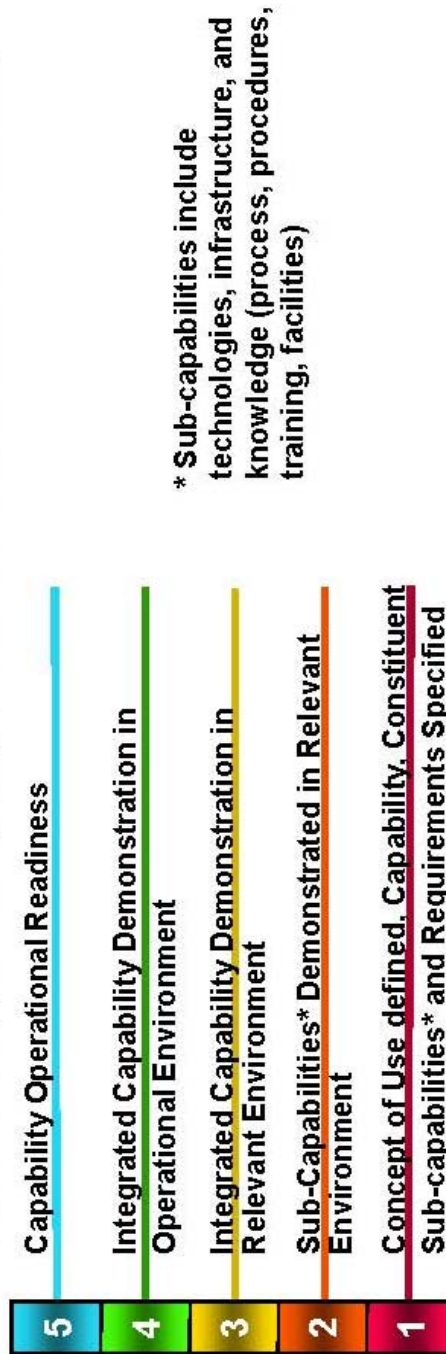 5
Capability Operational Readiness
4
Integrated Capability Demonstration in
Operational Environment
3
Integrated Capability Demonstration in
Relevant Environment
2
Sub-Capabilities* Demonstrated in Relevant
Environment
1
Concept of Use defined, Capability, Constituent
Sub-capabilities* and Requirements Specified
* Sub-capabilities include
technologies, infrastructure, and
knowledge (process, procedures,
training, facilities)